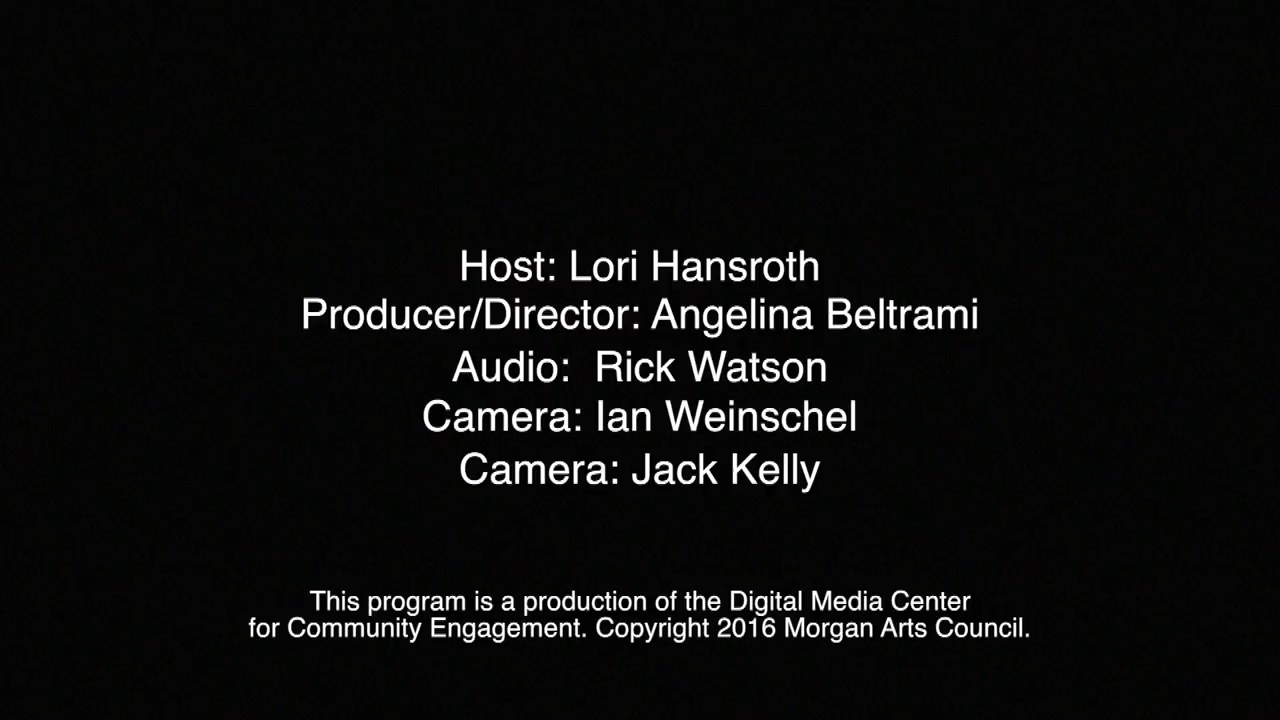 Host: Lori Hansroth
Producer/Director: Angelina Beltrami
Audio:  Rick Watson
Camera: Ian Weinschel
Camera: Jack Kelly
This program is a production of the Digital Media Center
for Community Engagement. Copyright 2016 Morgan Arts Council.